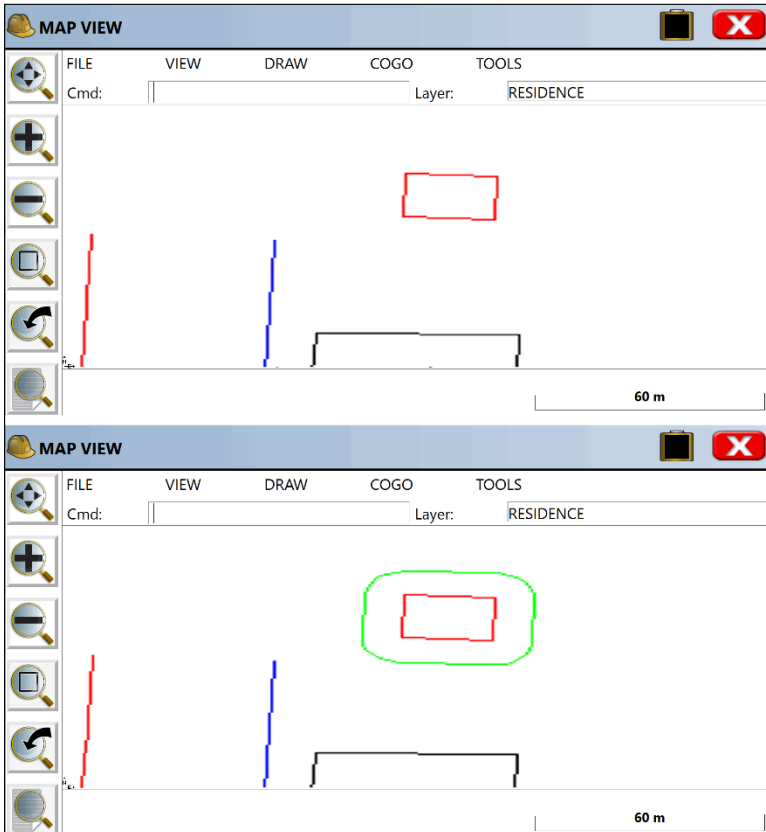 MAP VIEW
FILE VIEW DRAW COGO TOOLS
Cmd: Layer: RESIDENCE
60 m
MAP VIEW
FILE VIEW DRAW COGO TOOLS
Cmd: Layer: RESIDENCE
60 m